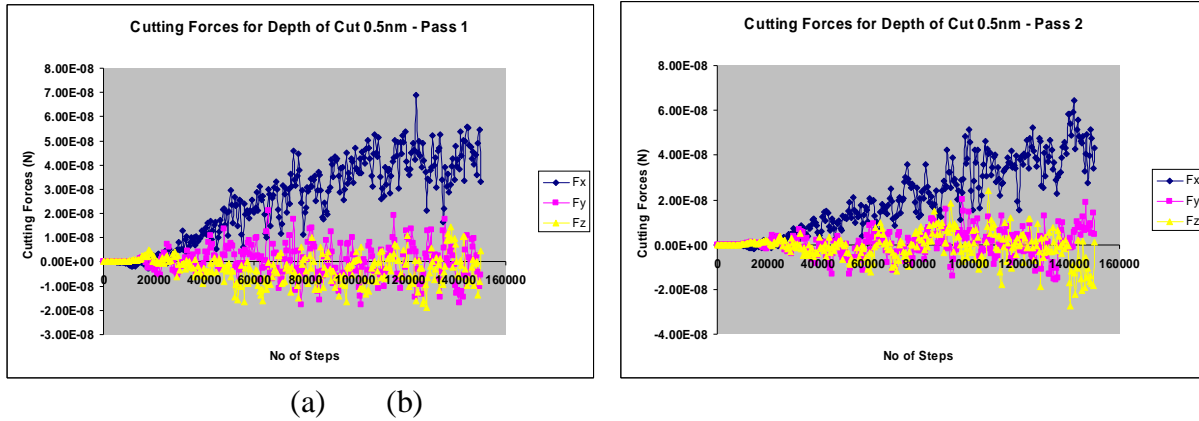 Cutting Forces for Depth of Cut 0.5nm - Pass 1
8.00E-08
7.00E-08
6.00E-08
5.00E-08
4.00E-08
3.00E-08
2.00E-08
1.00E-08
0.00E+00
-1.00E-08
-2.00E-08
-3.00E-08
Cutting Forces (N)
0 20000 40000 60000 80000 100000 120000 140000 160000
No of Steps
Fx
Fy
Fz
Cutting Forces for Depth of Cut 0.5nm - Pass 2
8.00E-08
6.00E-08
4.00E-08
2.00E-08
0.00E+00
-2.00E-08
-4.00E-08
Cutting Forces (N)
0 20000 40000 60000 80000 100000 120000 140000 160000
No of Steps
Fx
Fy
Fz
(a) (b)